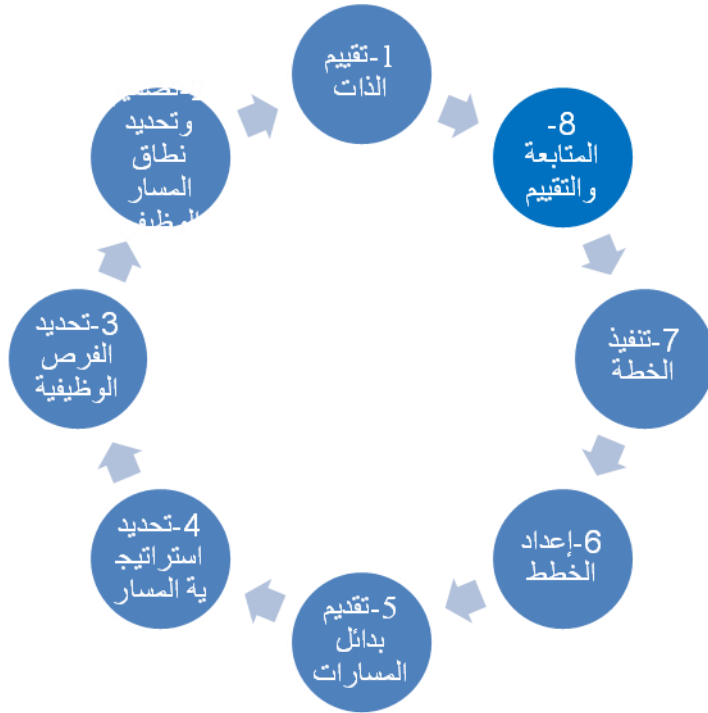 1-تقييم
الذات
8-
المتابعة
والتقييم
7-تنفيذ
الخطة
6-إعداد
الخطط
5-تقديم
بدائل
المسارات
4-تحديد
استراتيج
ية المسار
3-تحديد
الفرص
الوظيفية
وتحديد
نطاق
المسار